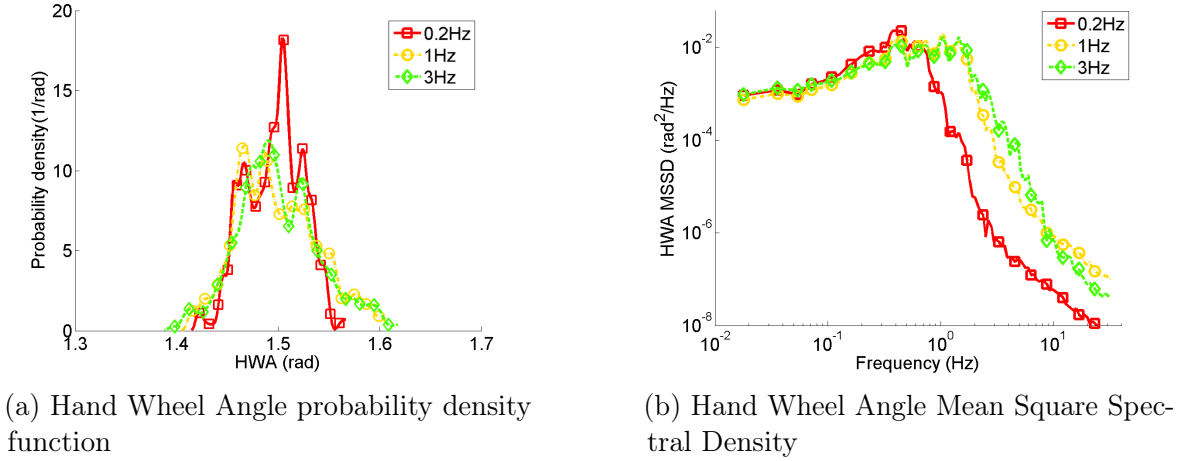 20
15
10
5
0
Probability density(1/rad)
0.2Hz
1Hz
3Hz
1.3
1.4
1.5
1.6
1.7
HWA (rad)
(a) Hand Wheel Angle probability density
function
10^-2
10^-4
10^-6
10^-8
HWA MSSD (rad^2/Hz)
0.2Hz
1Hz
3Hz
10^-2
10^-1
10^0
10^1
Frequency (Hz)
(b) Hand Wheel Angle Mean Square Spec-
tral Density